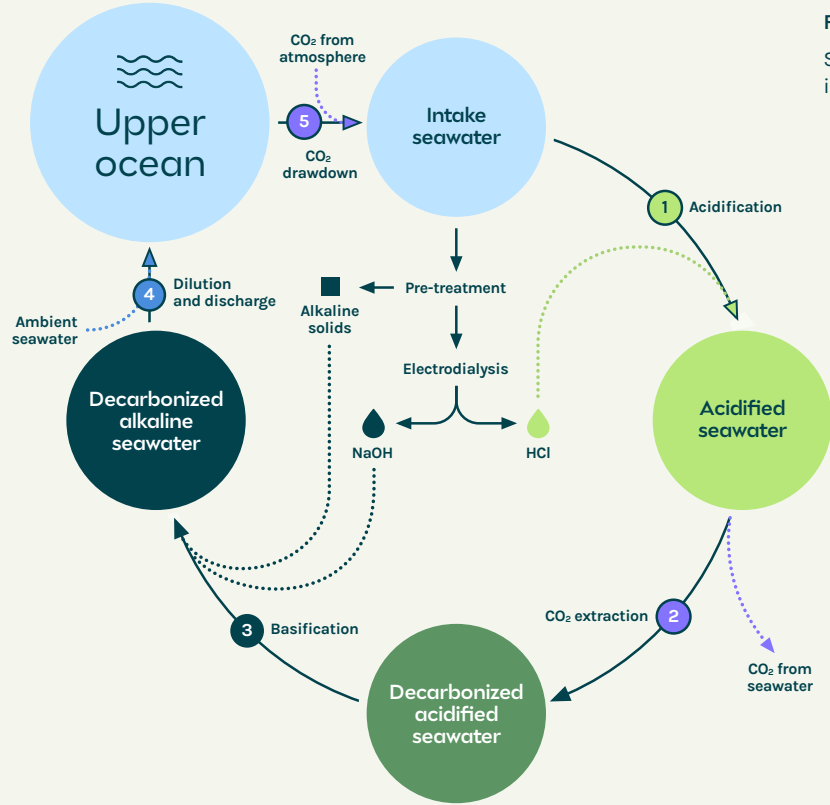 CO₂ from
atmosphere
Upper
ocean
5
CO₂
drawdown
Intake
seawater
1
Acidification
4
Dilution
and discharge
Ambient
seawater
Pre-treatment
Alkaline
solids
Electrodialysis
NaOH
HCl
Decarbonized
alkaline
seawater
Acidified
seawater
CO₂ extraction
2
3
Basification
CO₂ from
seawater
Decarbonized
acidified
seawater